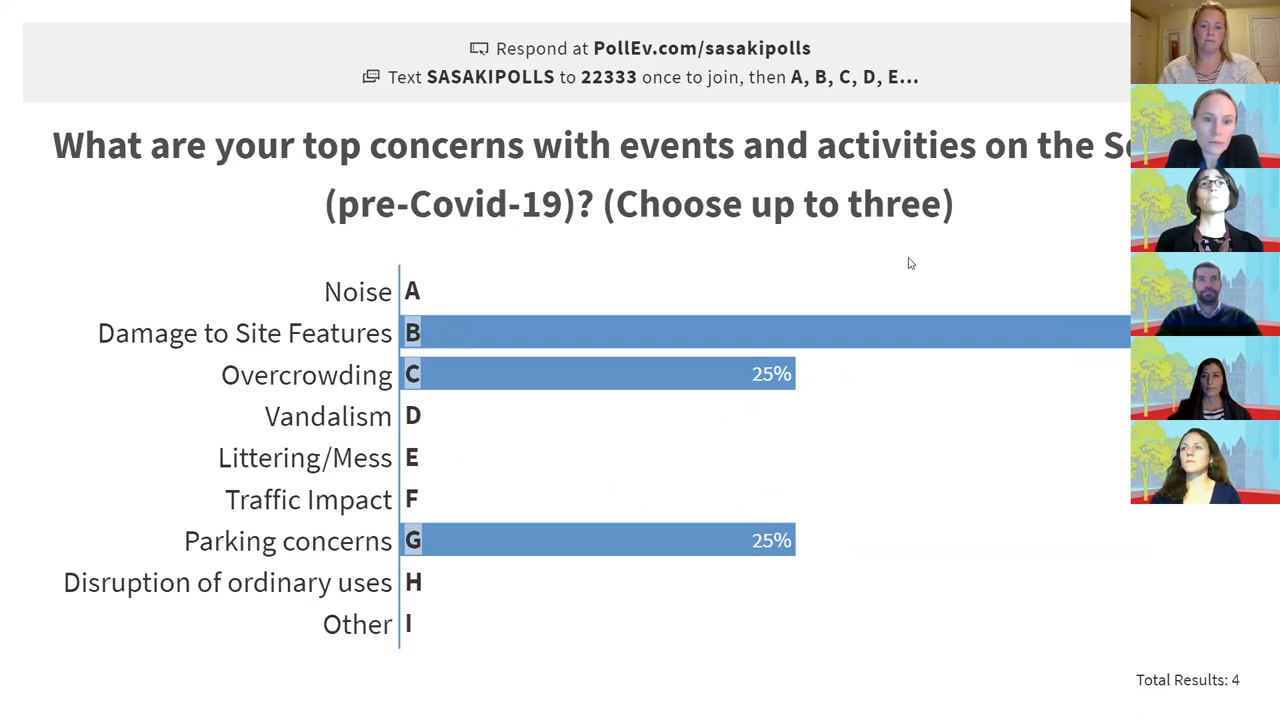 Respond at PollEv.com/sasakipolls
Text SASAKIPOLLS to 22333 once to join, then A, B, C, D, E...
What are your top concerns with events and activities on the
(pre-Covid-19)? (Choose up to three)
Noise A
Damage to Site Features B
Overcrowding C 25%
Vandalism D
Littering/Mess E
Traffic Impact F
Parking concerns G 25%
Disruption of ordinary uses H
Other I
Total Results: 4